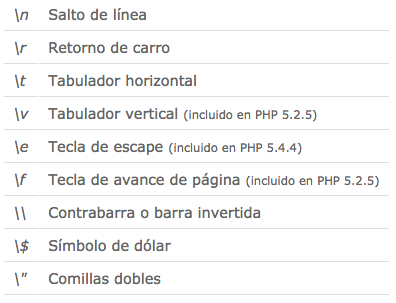 \n Salto de línea
\r Retorno de carro
\t Tabulador horizontal
\v Tabulador vertical (incluido en PHP 5.2.5)
\e Tecla de escape (incluido en PHP 5.4.4)
\f Tecla de avance de página (incluido en PHP 5.2.5)
\\ Contrabarra o barra invertida
\$ Símbolo de dólar
\" Comillas dobles